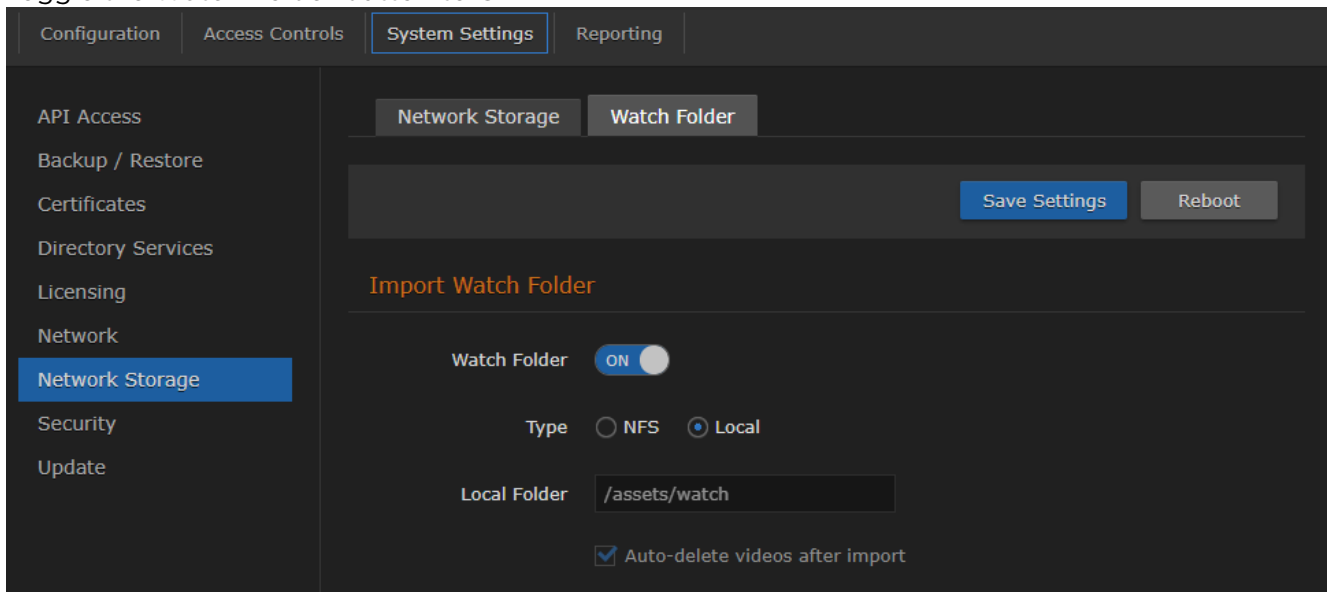 Configuration
Access Controls
System Settings
Reporting
API Access
Backup / Restore
Certificates
Directory Services
Licensing
Network
Network Storage
Security
Update
Network Storage
Watch Folder
Save Settings
Reboot
Import Watch Folder
Watch Folder ON
Type NFS Local
Local Folder /assets/watch
Auto-delete videos after import